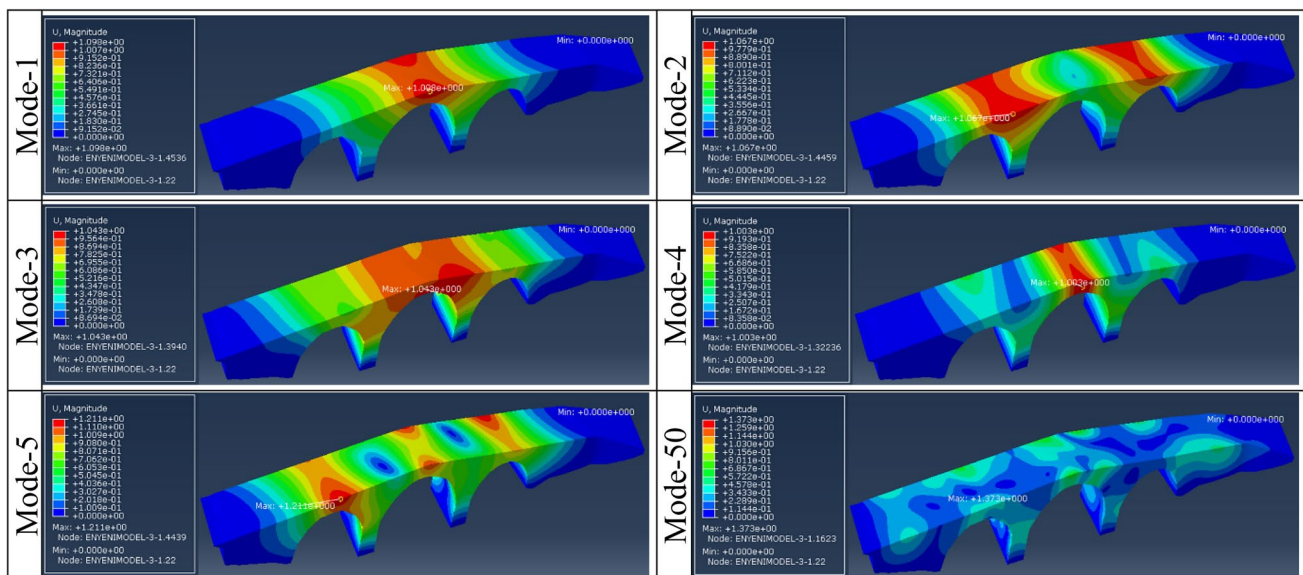 Mode-1
U, Magnitude
+1.098e+00
+1.007e+00
+9.152e-01
+8.236e-01
+7.321e-01
+6.406e-01
+5.491e-01
+4.576e-01
+3.661e-01
+2.745e-01
+1.830e-01
+9.152e-02
+0.000e+00
Max: +1.098e+00
Node: ENYENIMODEL-3-1.4536
Min: +0.000e+00
Node: ENYENIMODEL-3-1.22
Min: +0.000e+000
Max: +1.098e+000
Mode-2
U, Magnitude
+1.067e+00
+9.779e-01
+8.890e-01
+8.001e-01
+7.112e-01
+6.223e-01
+5.334e-01
+4.445e-01
+3.556e-01
+2.667e-01
+1.778e-01
+8.890e-02
+0.000e+00
Max: +1.067e+00
Node: ENYENIMODEL-3-1.4459
Min: +0.000e+00
Node: ENYENIMODEL-3-1.22
Min: +0.000e+000
Max: +1.067e+000
Mode-3
U, Magnitude
+1.043e+00
+9.564e-01
+8.694e-01
+7.825e-01
+6.955e-01
+6.086e-01
+5.216e-01
+4.347e-01
+3.478e-01
+2.608e-01
+1.739e-01
+8.694e-02
+0.000e+00
Max: +1.043e+00
Node: ENYENIMODEL-3-1.3940
Min: +0.000e+00
Node: ENYENIMODEL-3-1.22
Min: +0.000e+000
Max: +1.043e+000
Mode-4
U, Magnitude
+1.003e+00
+9.193e-01
+8.358e-01
+7.522e-01
+6.686e-01
+5.850e-01
+5.015e-01
+4.179e-01
+3.343e-01
+2.507e-01
+1.672e-01
+8.358e-02
+0.000e+00
Max: +1.003e+00
Node: ENYENIMODEL-3-1.32236
Min: +0.000e+00
Node: ENYENIMODEL-3-1.22
Min: +0.000e+000
Max: +1.003e+000
Mode-5
U, Magnitude
+1.211e+00
+1.110e+00
+1.009e+00
+9.080e-01
+8.071e-01
+7.062e-01
+6.053e-01
+5.045e-01
+4.036e-01
+3.027e-01
+2.018e-01
+1.009e-01
+0.000e+00
Max: +1.211e+00
Node: ENYENIMODEL-3-1.4439
Min: +0.000e+00
Node: ENYENIMODEL-3-1.22
Min: +0.000e+000
Max: +1.211e+000
Mode-50
U, Magnitude
+1.373e+00
+1.259e+00
+1.144e+00
+1.030e+00
+9.156e-01
+8.011e-01
+6.867e-01
+5.722e-01
+4.578e-01
+3.433e-01
+2.289e-01
+1.144e-01
+0.000e+00
Max: +1.373e+00
Node: ENYENIMODEL-3-1.1623
Min: +0.000e+00
Node: ENYENIMODEL-3-1.22
Min: +0.000e+000
Max: +1.373e+000